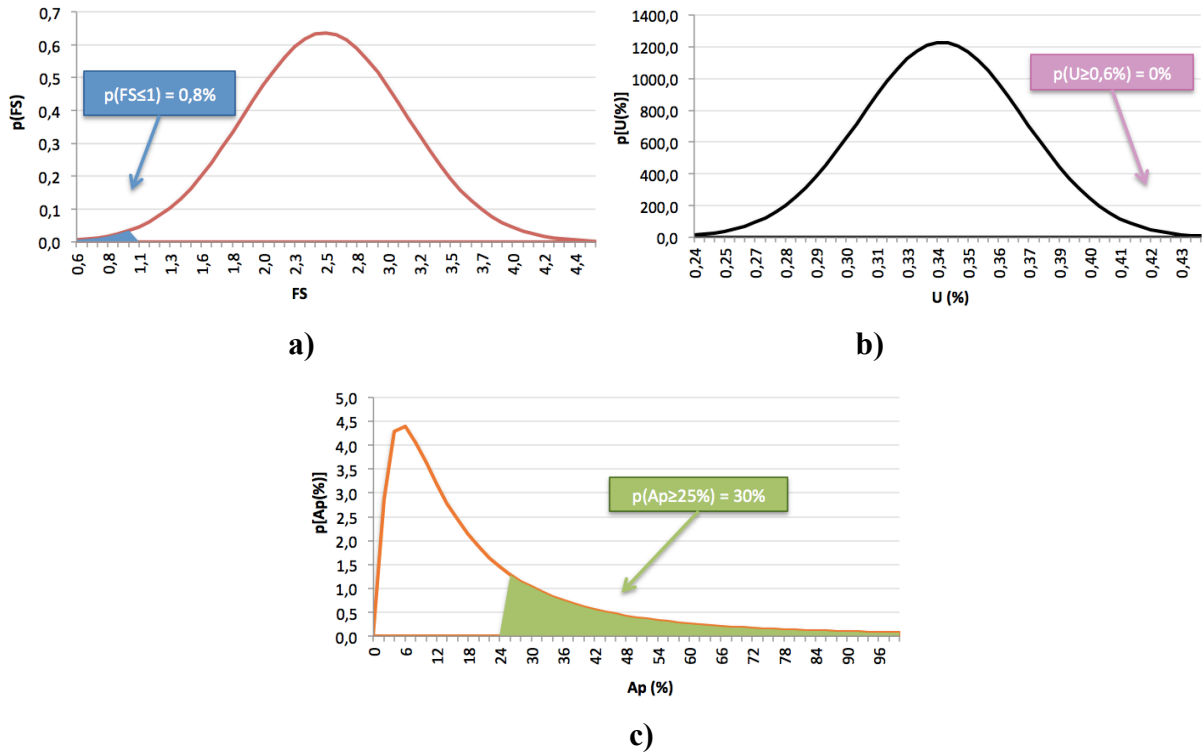 0,7
0,6
0,5
0,4
0,3
0,2
0,1
0,0
p(FS)
p(FS≤1) = 0,8%
0,6 0,8 1,1 1,3 1,6 1,8 2,0 2,3 2,5 2,8 3,0 3,2 3,5 3,7 4,0 4,2 4,4
FS
a)
1400,0
1200,0
1000,0
800,0
600,0
400,0
200,0
0,0
p[U(%)]
p(U≥0,6%) = 0%
0,24 0,25 0,27 0,28 0,29 0,30 0,31 0,33 0,34 0,35 0,36 0,37 0,39 0,40 0,41 0,42 0,43
U (%)
b)
5,0
4,5
4,0
3,5
3,0
2,5
2,0
1,5
1,0
0,5
0,0
p[Ap(%)]
p(Ap≥25%) = 30%
0 6 12 18 24 30 36 42 48 54 60 66 72 78 84 90 96
Ap (%)
c)